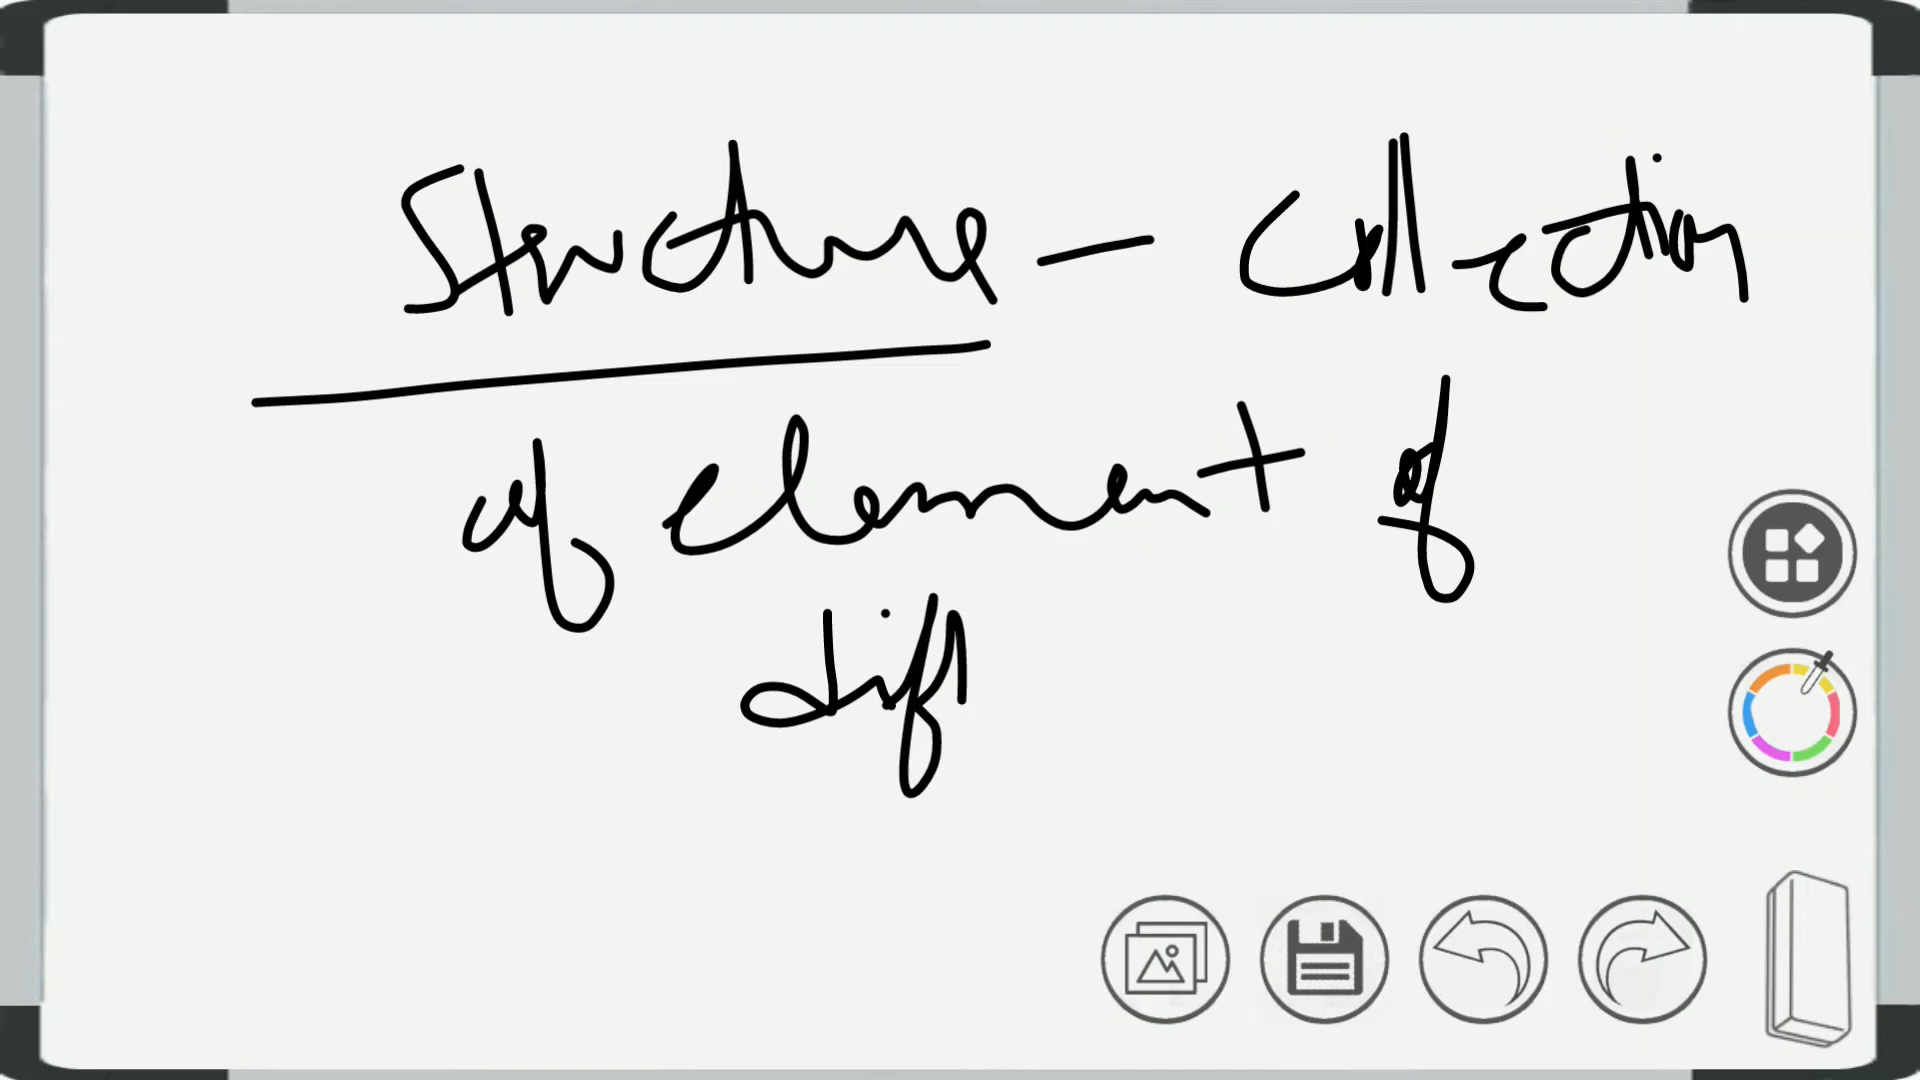 Structure - Collection
of element of
diff